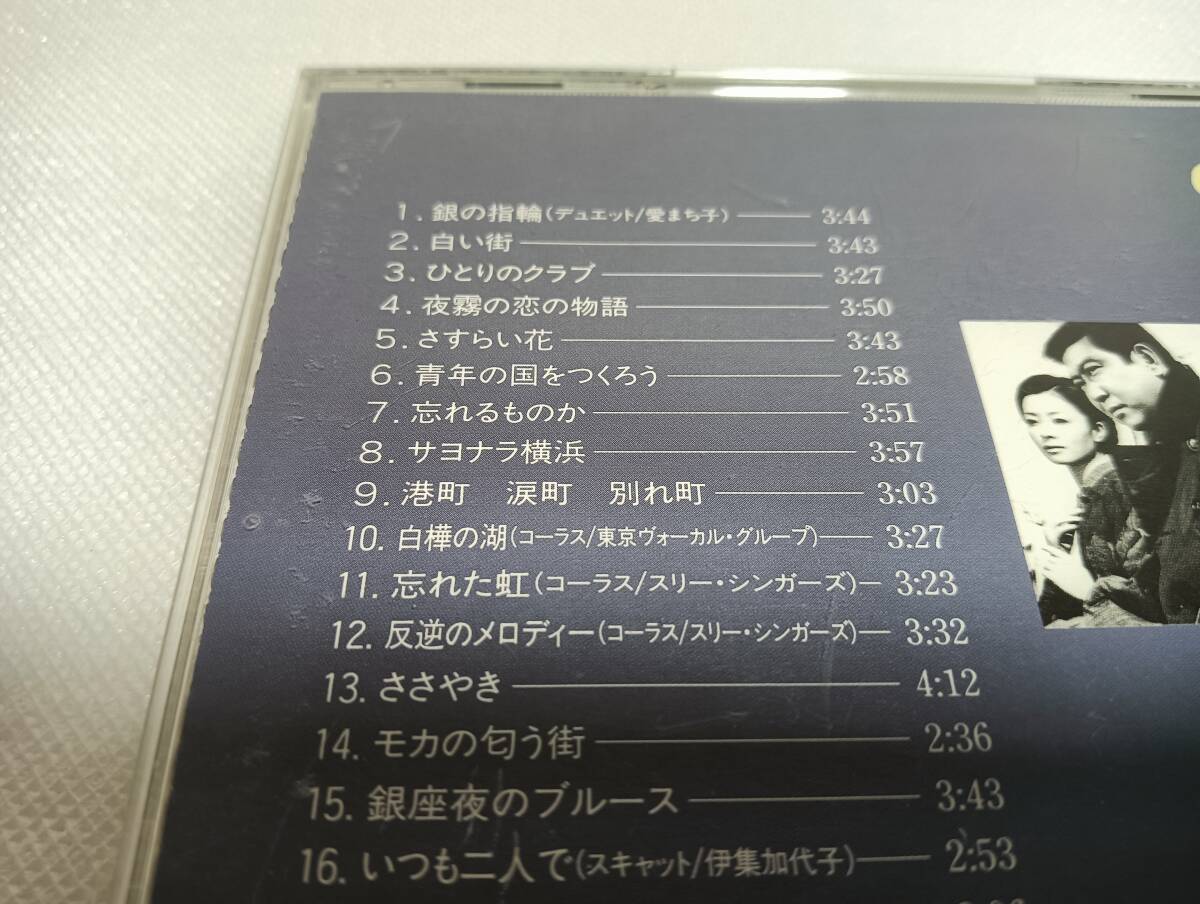 1. 銀の指輪(デュエット/愛まち子) 3:44
2. 白い街 3:43
3. ひとりのクラブ 3:27
4. 夜霧の恋の物語 3:50
5. さすらい花 3:43
6. 青年の国をつくろう 2:58
7. 忘れるものか 3:51
8. サヨナラ横浜 3:57
9. 港町 涙町 別れ町 3:03
10. 白樺の湖(コーラス/東京ヴォーカル・グループ) 3:27
11. 忘れた虹(コーラス/スリー・シンガーズ) 3:23
12. 反逆のメロディー(コーラス/スリー・シンガーズ) 3:32
13. ささやき 4:12
14. モカの匂う街 2:36
15. 銀座夜のブルース 3:43
16. いつも二人で(スキャット/伊集加代子) 2:53